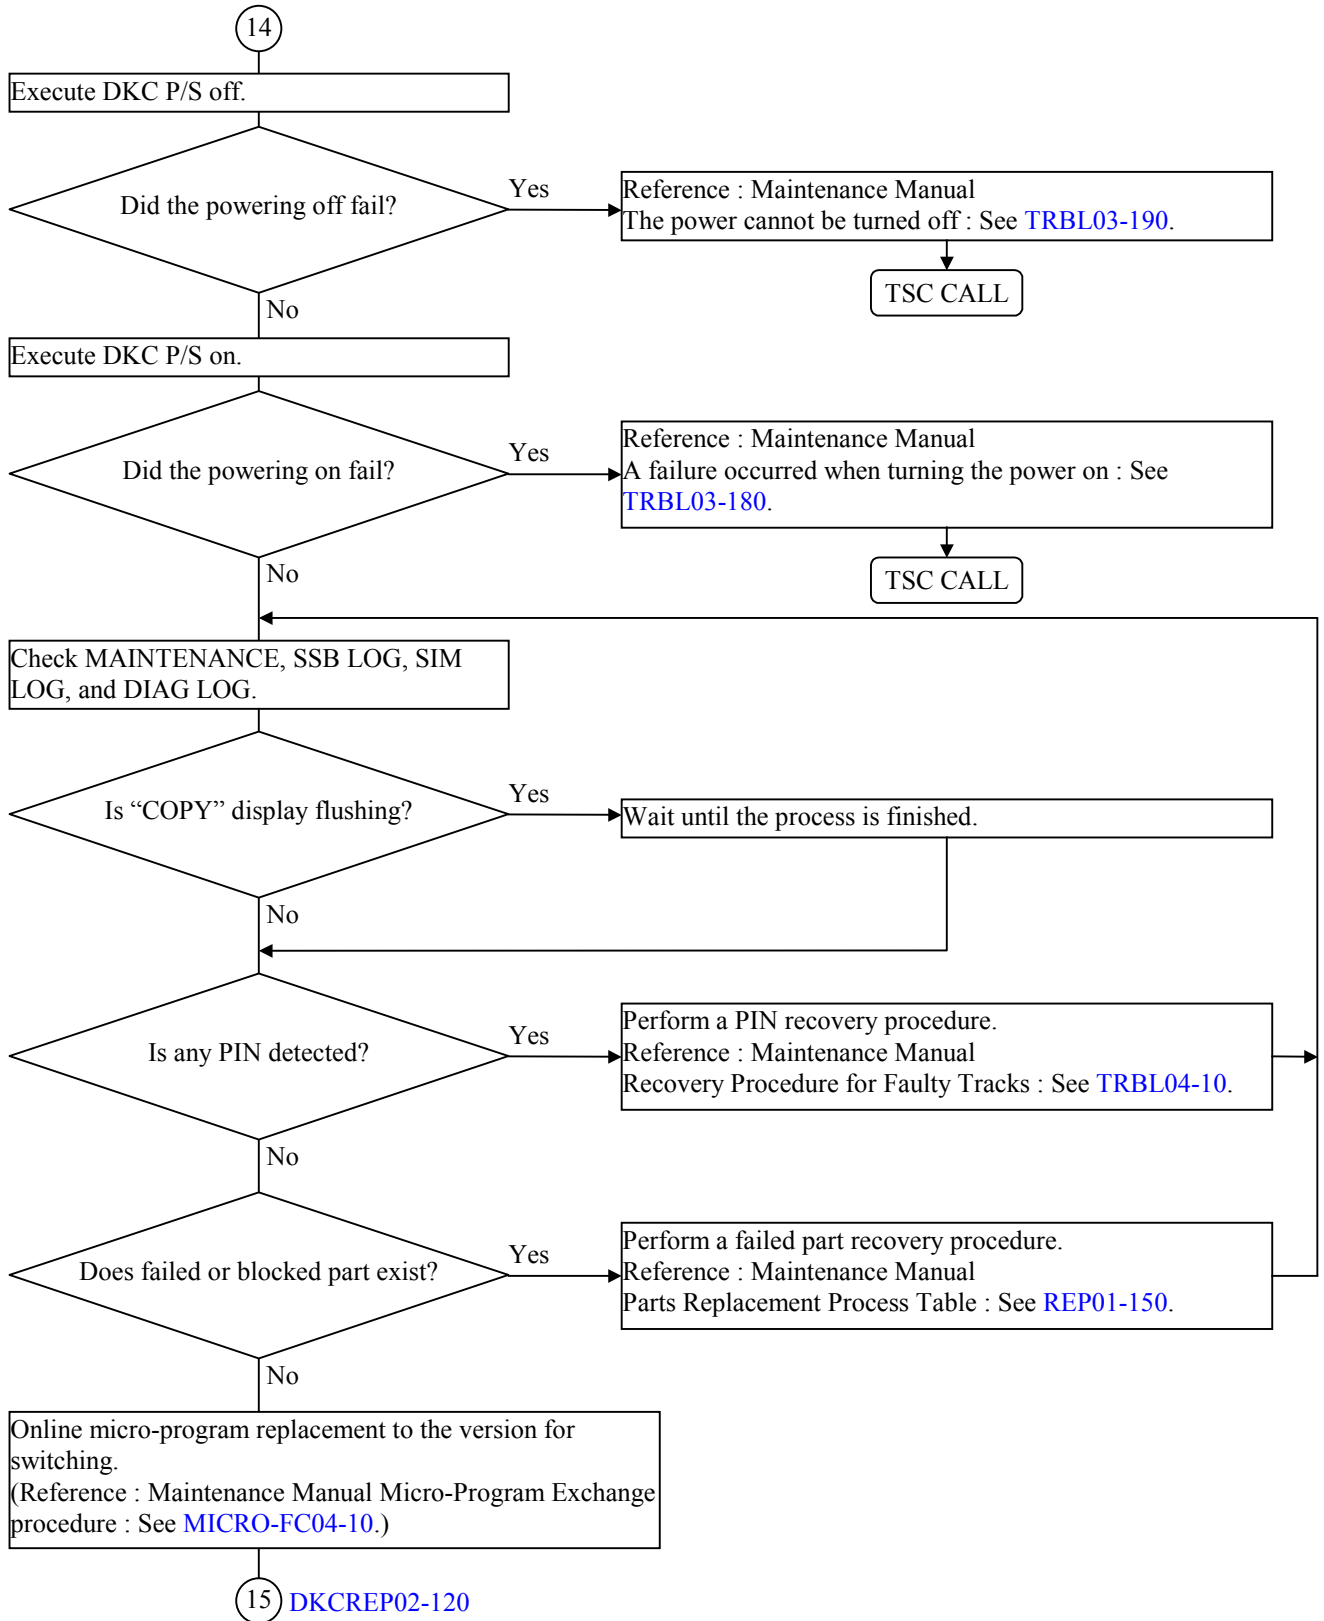 14
Execute DKC P/S off.
Did the powering off fail?
Yes
Reference : Maintenance Manual
The power cannot be turned off : See TRBL03-190.
TSC CALL
No
Execute DKC P/S on.
Did the powering on fail?
Yes
Reference : Maintenance Manual
A failure occurred when turning the power on : See
TRBL03-180.
TSC CALL
No
Check MAINTENANCE, SSB LOG, SIM
LOG, and DIAG LOG.
Is “COPY” display flushing?
Yes
Wait until the process is finished.
No
Is any PIN detected?
Yes
Perform a PIN recovery procedure.
Reference : Maintenance Manual
Recovery Procedure for Faulty Tracks : See TRBL04-10.
No
Does failed or blocked part exist?
Yes
Perform a failed part recovery procedure.
Reference : Maintenance Manual
Parts Replacement Process Table : See REP01-150.
No
Online micro-program replacement to the version for
switching.
(Reference : Maintenance Manual Micro-Program Exchange
procedure : See MICRO-FC04-10.)
15 DKCREP02-120